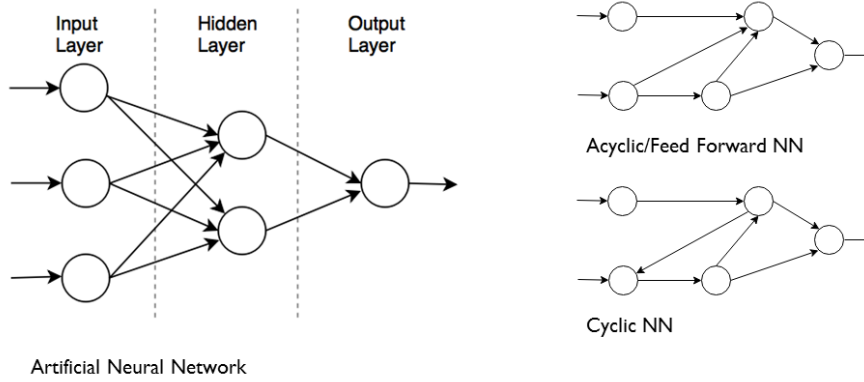 Input
Layer
Hidden
Layer
Output
Layer
Artificial Neural Network
Acyclic/Feed Forward NN
Cyclic NN